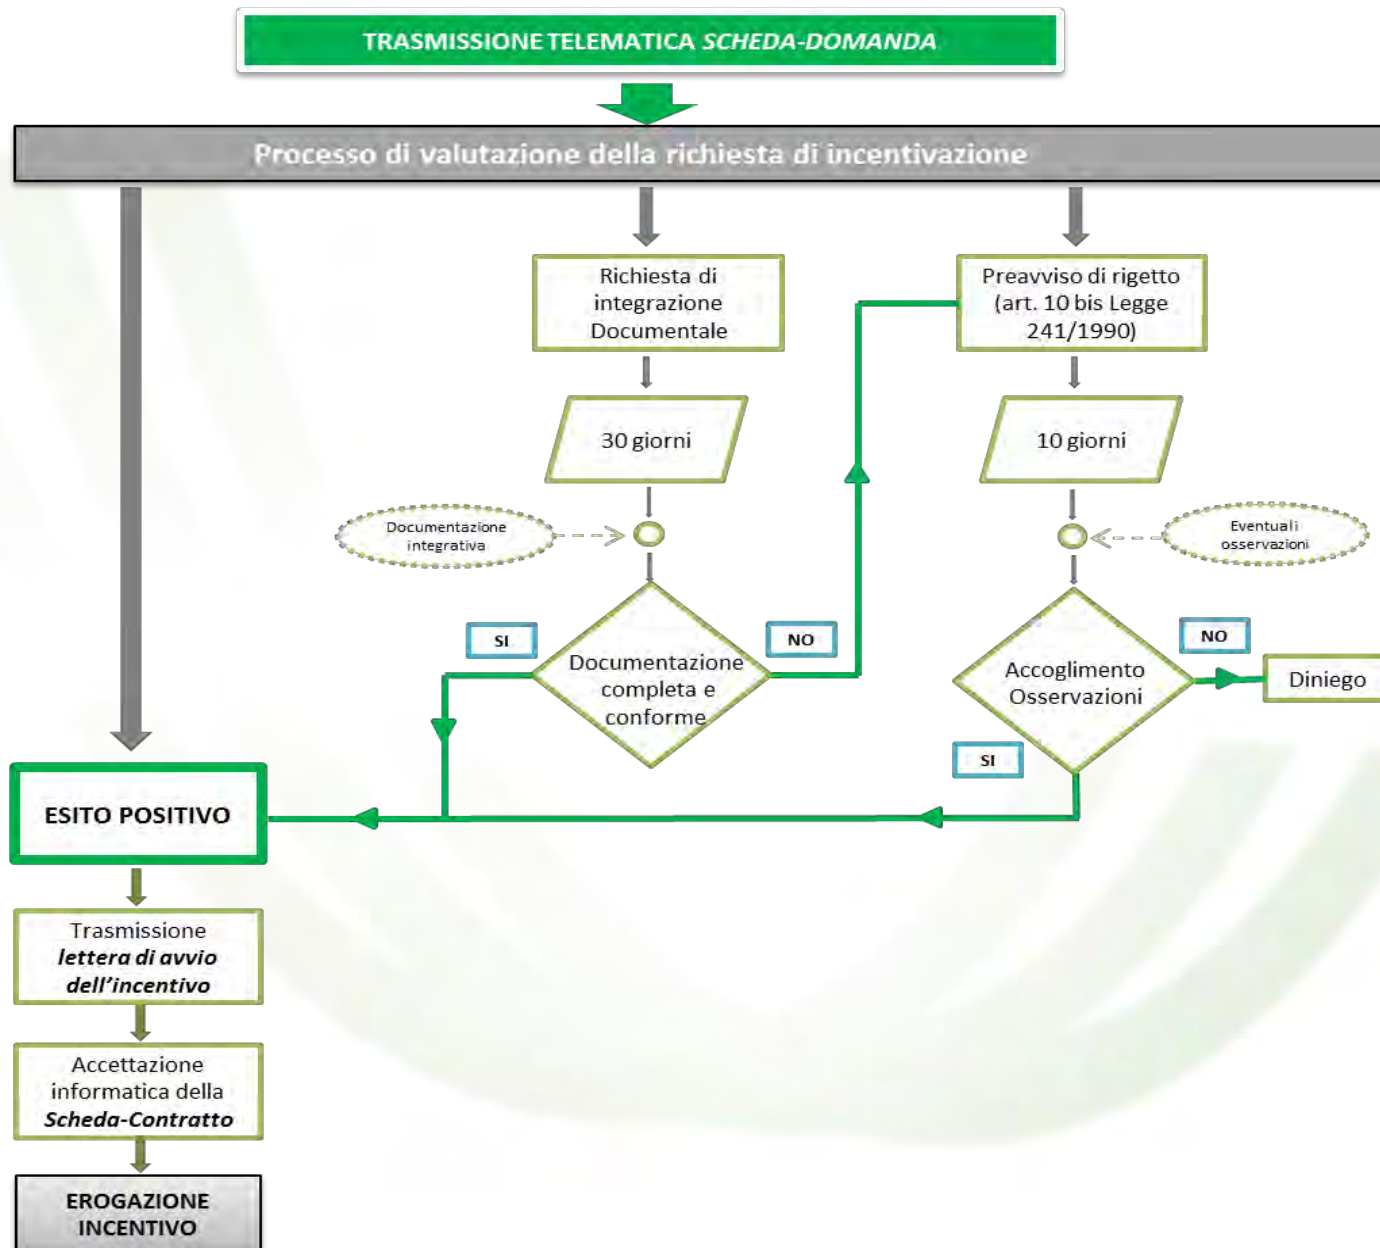 TRASMISSIONE TELEMATICA SCHEDA-DOMANDA
Processo di valutazione della richiesta di incentivazione
Richiesta di
integrazione
Documentale
Preavviso di rigetto
(art. 10 bis Legge
241/1990)
30 giorni
10 giorni
Documentazione
integrativa
Eventuali
osservazioni
SI
NO
Documentazione
completa e
conforme
NO
Accoglimento
Osservazioni
Diniego
SI
ESITO POSITIVO
Trasmissione
lettera di avvio
dell'incentivo
Accettazione
informatica della
Scheda-Contratto
EROGAZIONE
INCENTIVO